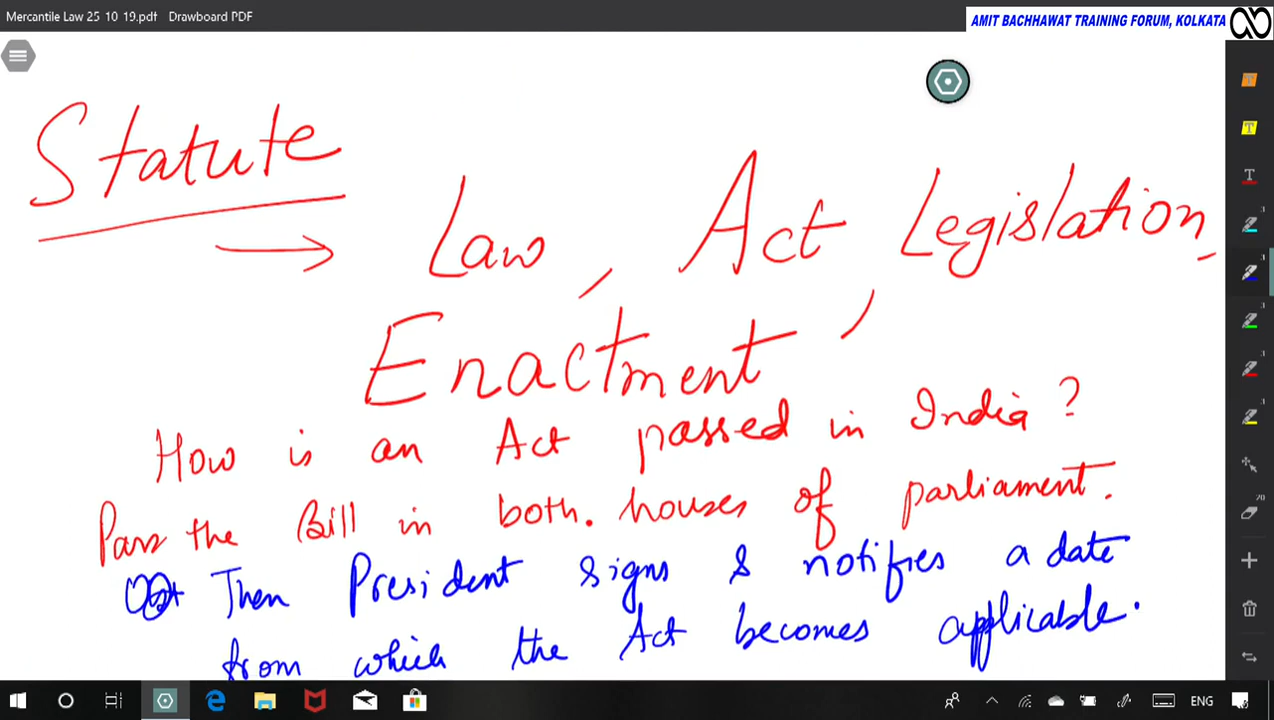 Mercantile Law 25 10 19.pdf Drawboard PDF
AMIT BACHHAWAT TRAINING FORUM, KOLKATA
Statute
→ Law, Act Legislation,
Enactment,
How is an Act passed in India?
Pass the Bill in both. houses of parliament.
Then President signs & notifies a date
from which the Act becomes applicable.
ENG